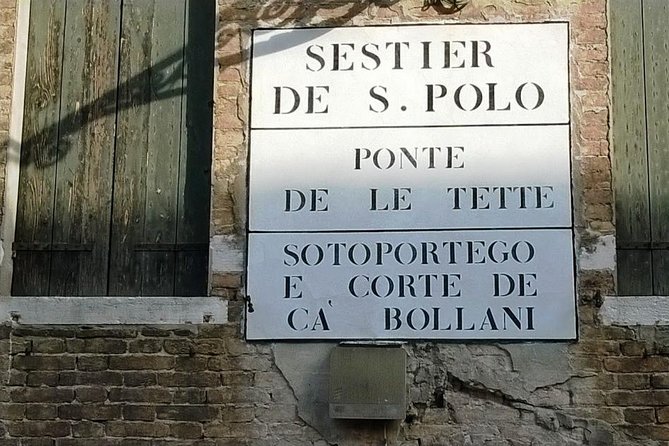 SESTIER
DE S. POLO
PONTE
DE LE TETTE
SOTOPORTEGO
E CORTE DE
CA' BOLLANI